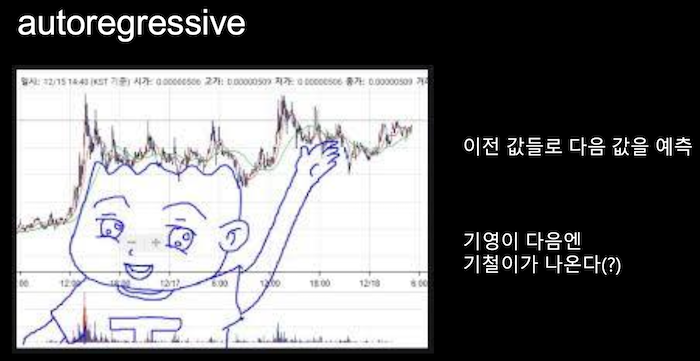 autoregressive
일시: 12/15 14:40 (KST 기준) 시가: 0.00000506 고가: 0.00000509 저가: 0.00000506 종가: 0.00000509 거래
이전 값들로 다음 값을 예측
기영이 다음엔
기철이가 나온다(?)
:00 12:00 12/17 6:00 12:00 18:00 12/18 6:00
T